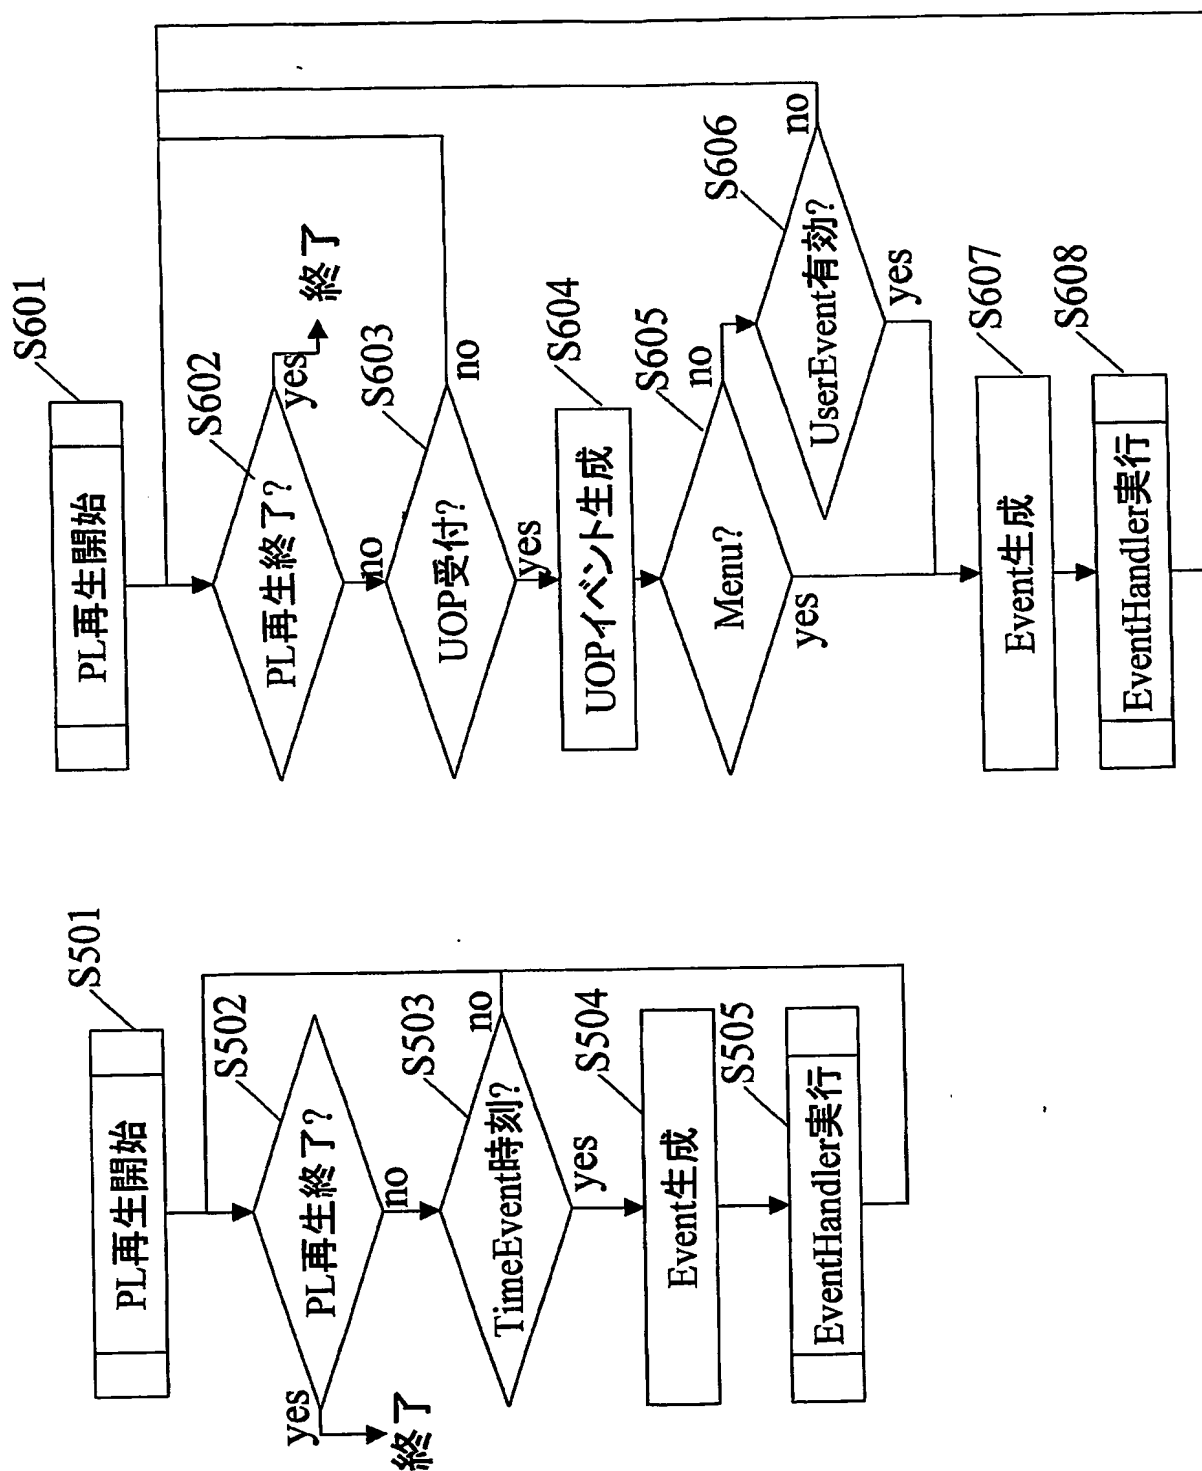 S501
PL再生開始
S502
PL再生終了?
yes
終了
no
S503
TimeEvent時刻?
no
yes
S504
Event生成
S505
EventHandler実行
S601
PL再生開始
S602
PL再生終了?
yes
終了
no
S603
UOP受付?
no
yes
S604
UOPイベント生成
S605
Menu?
no
yes
S606
UserEvent有効?
no
yes
S607
Event生成
S608
EventHandler実行